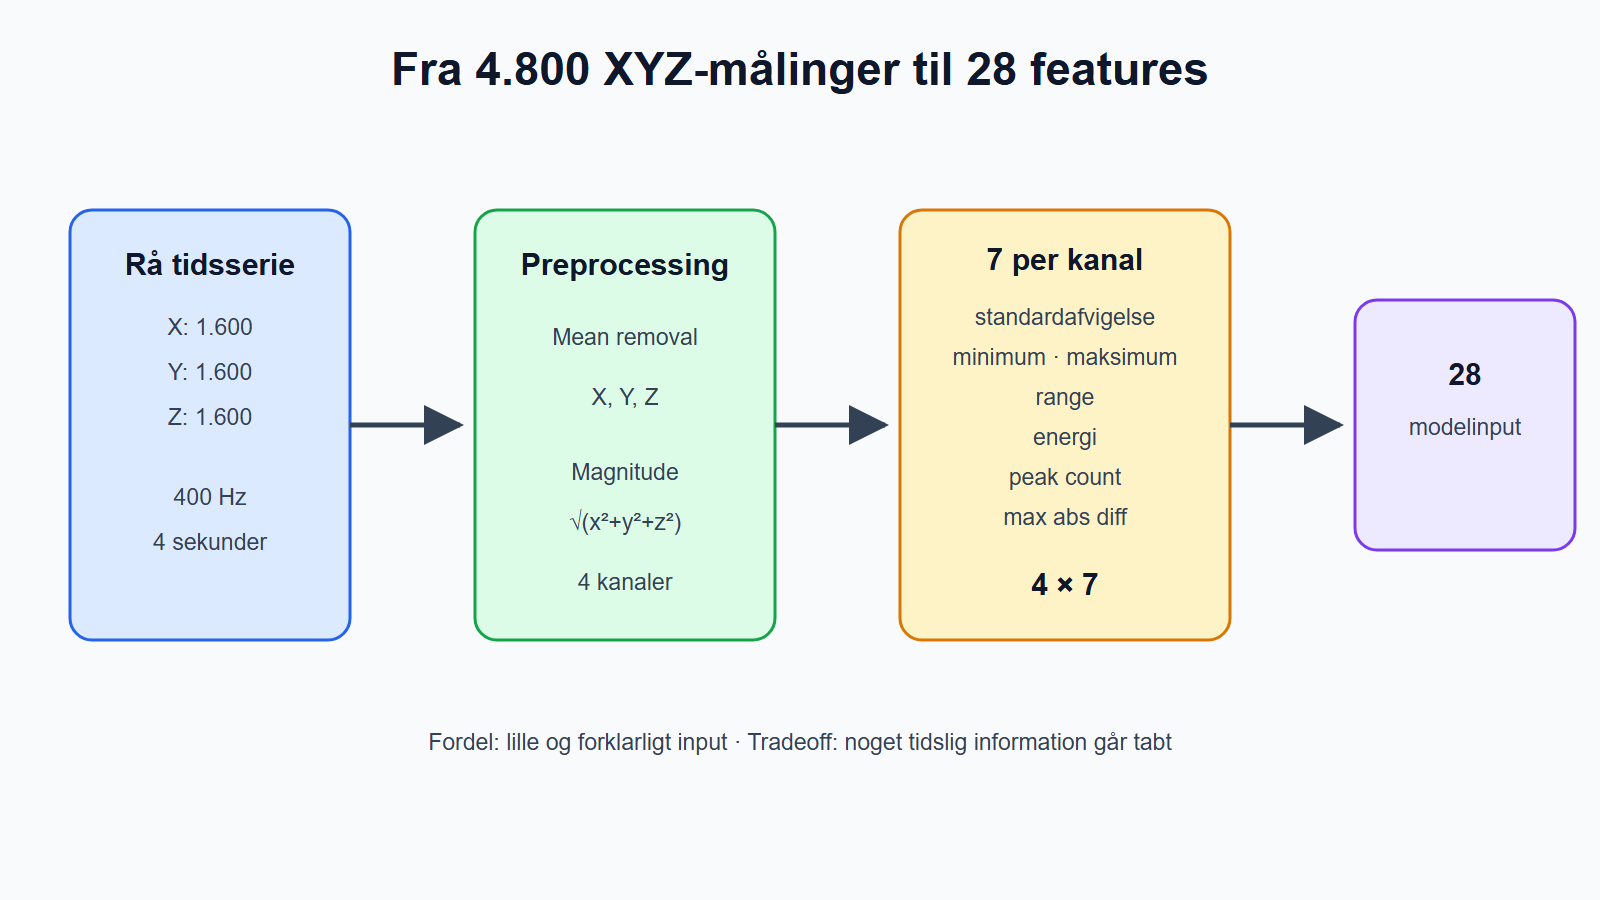 Fra 4.800 XYZ-målinger til 28 features
Rå tidsserie
X: 1.600
Y: 1.600
Z: 1.600
400 Hz
4 sekunder
Preprocessing
Mean removal
X, Y, Z
Magnitude
√(x²+y²+z²)
4 kanaler
7 per kanal
standardafvigelse
minimum · maksimum
range
energi
peak count
max abs diff
4 × 7
28
modelinput
Fordel: lille og forklarligt input · Tradeoff: noget tidslig information går tabt